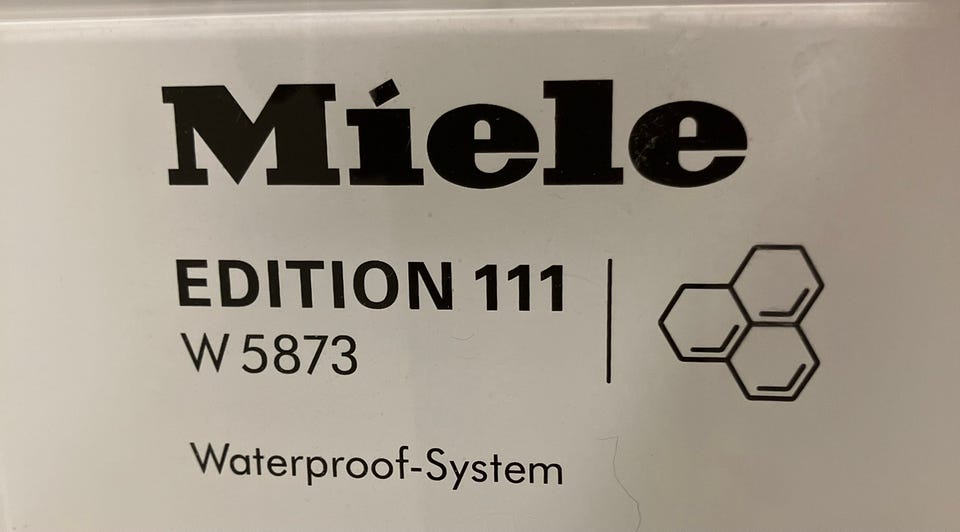 Miele
EDITION 111
W 5873
Waterproof-System